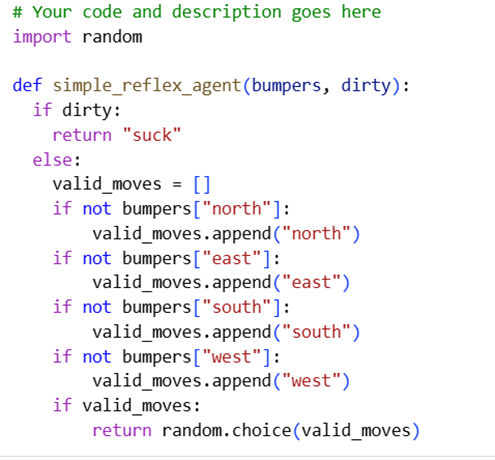 # Your code and description goes here
import random

def simple_reflex_agent(bumpers, dirty):
  if dirty:
    return "suck"
  else:
    valid_moves = []
    if not bumpers["north"]:
        valid_moves.append("north")
    if not bumpers["east"]:
        valid_moves.append("east")
    if not bumpers["south"]:
        valid_moves.append("south")
    if not bumpers["west"]:
        valid_moves.append("west")
    if valid_moves:
        return random.choice(valid_moves)